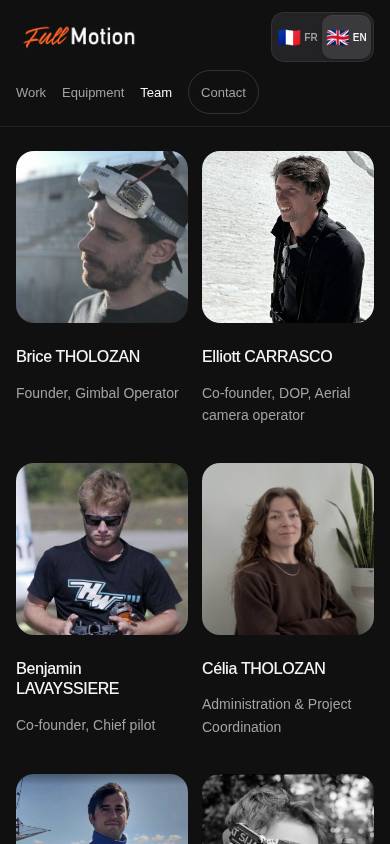 Full Motion
FR
EN
Work
Equipment
Team
Contact
Brice THOLOZAN
Founder, Gimbal Operator
Elliott CARRASCO
Co-founder, DOP, Aerial
camera operator
HW
Benjamin
LAVAYSSIERE
Co-founder, Chief pilot
Célia THOLOZAN
Administration & Project
Coordination